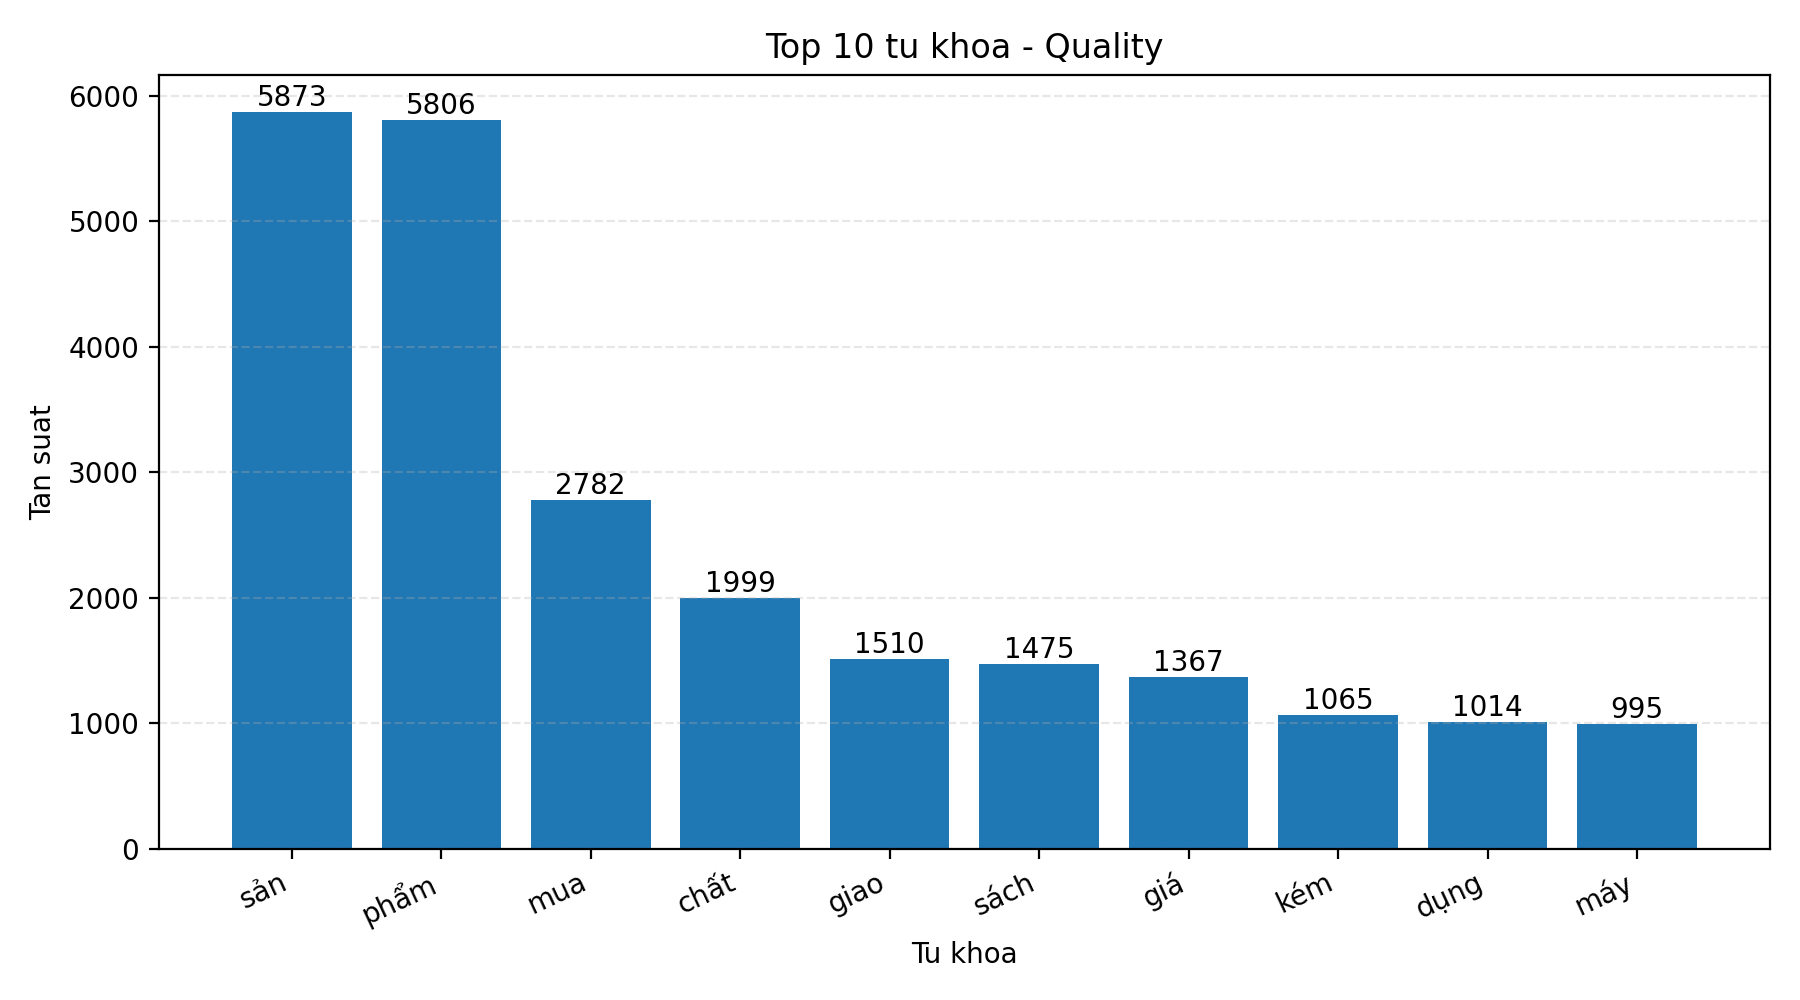 Top 10 tu khoa - Quality
Tan suat
6000
5000
4000
3000
2000
1000
0
5873
5806
2782
1999
1510
1475
1367
1065
1014
995
sản
phẩm
mua
chất
giao
sách
giá
kém
dụng
máy
Tu khoa